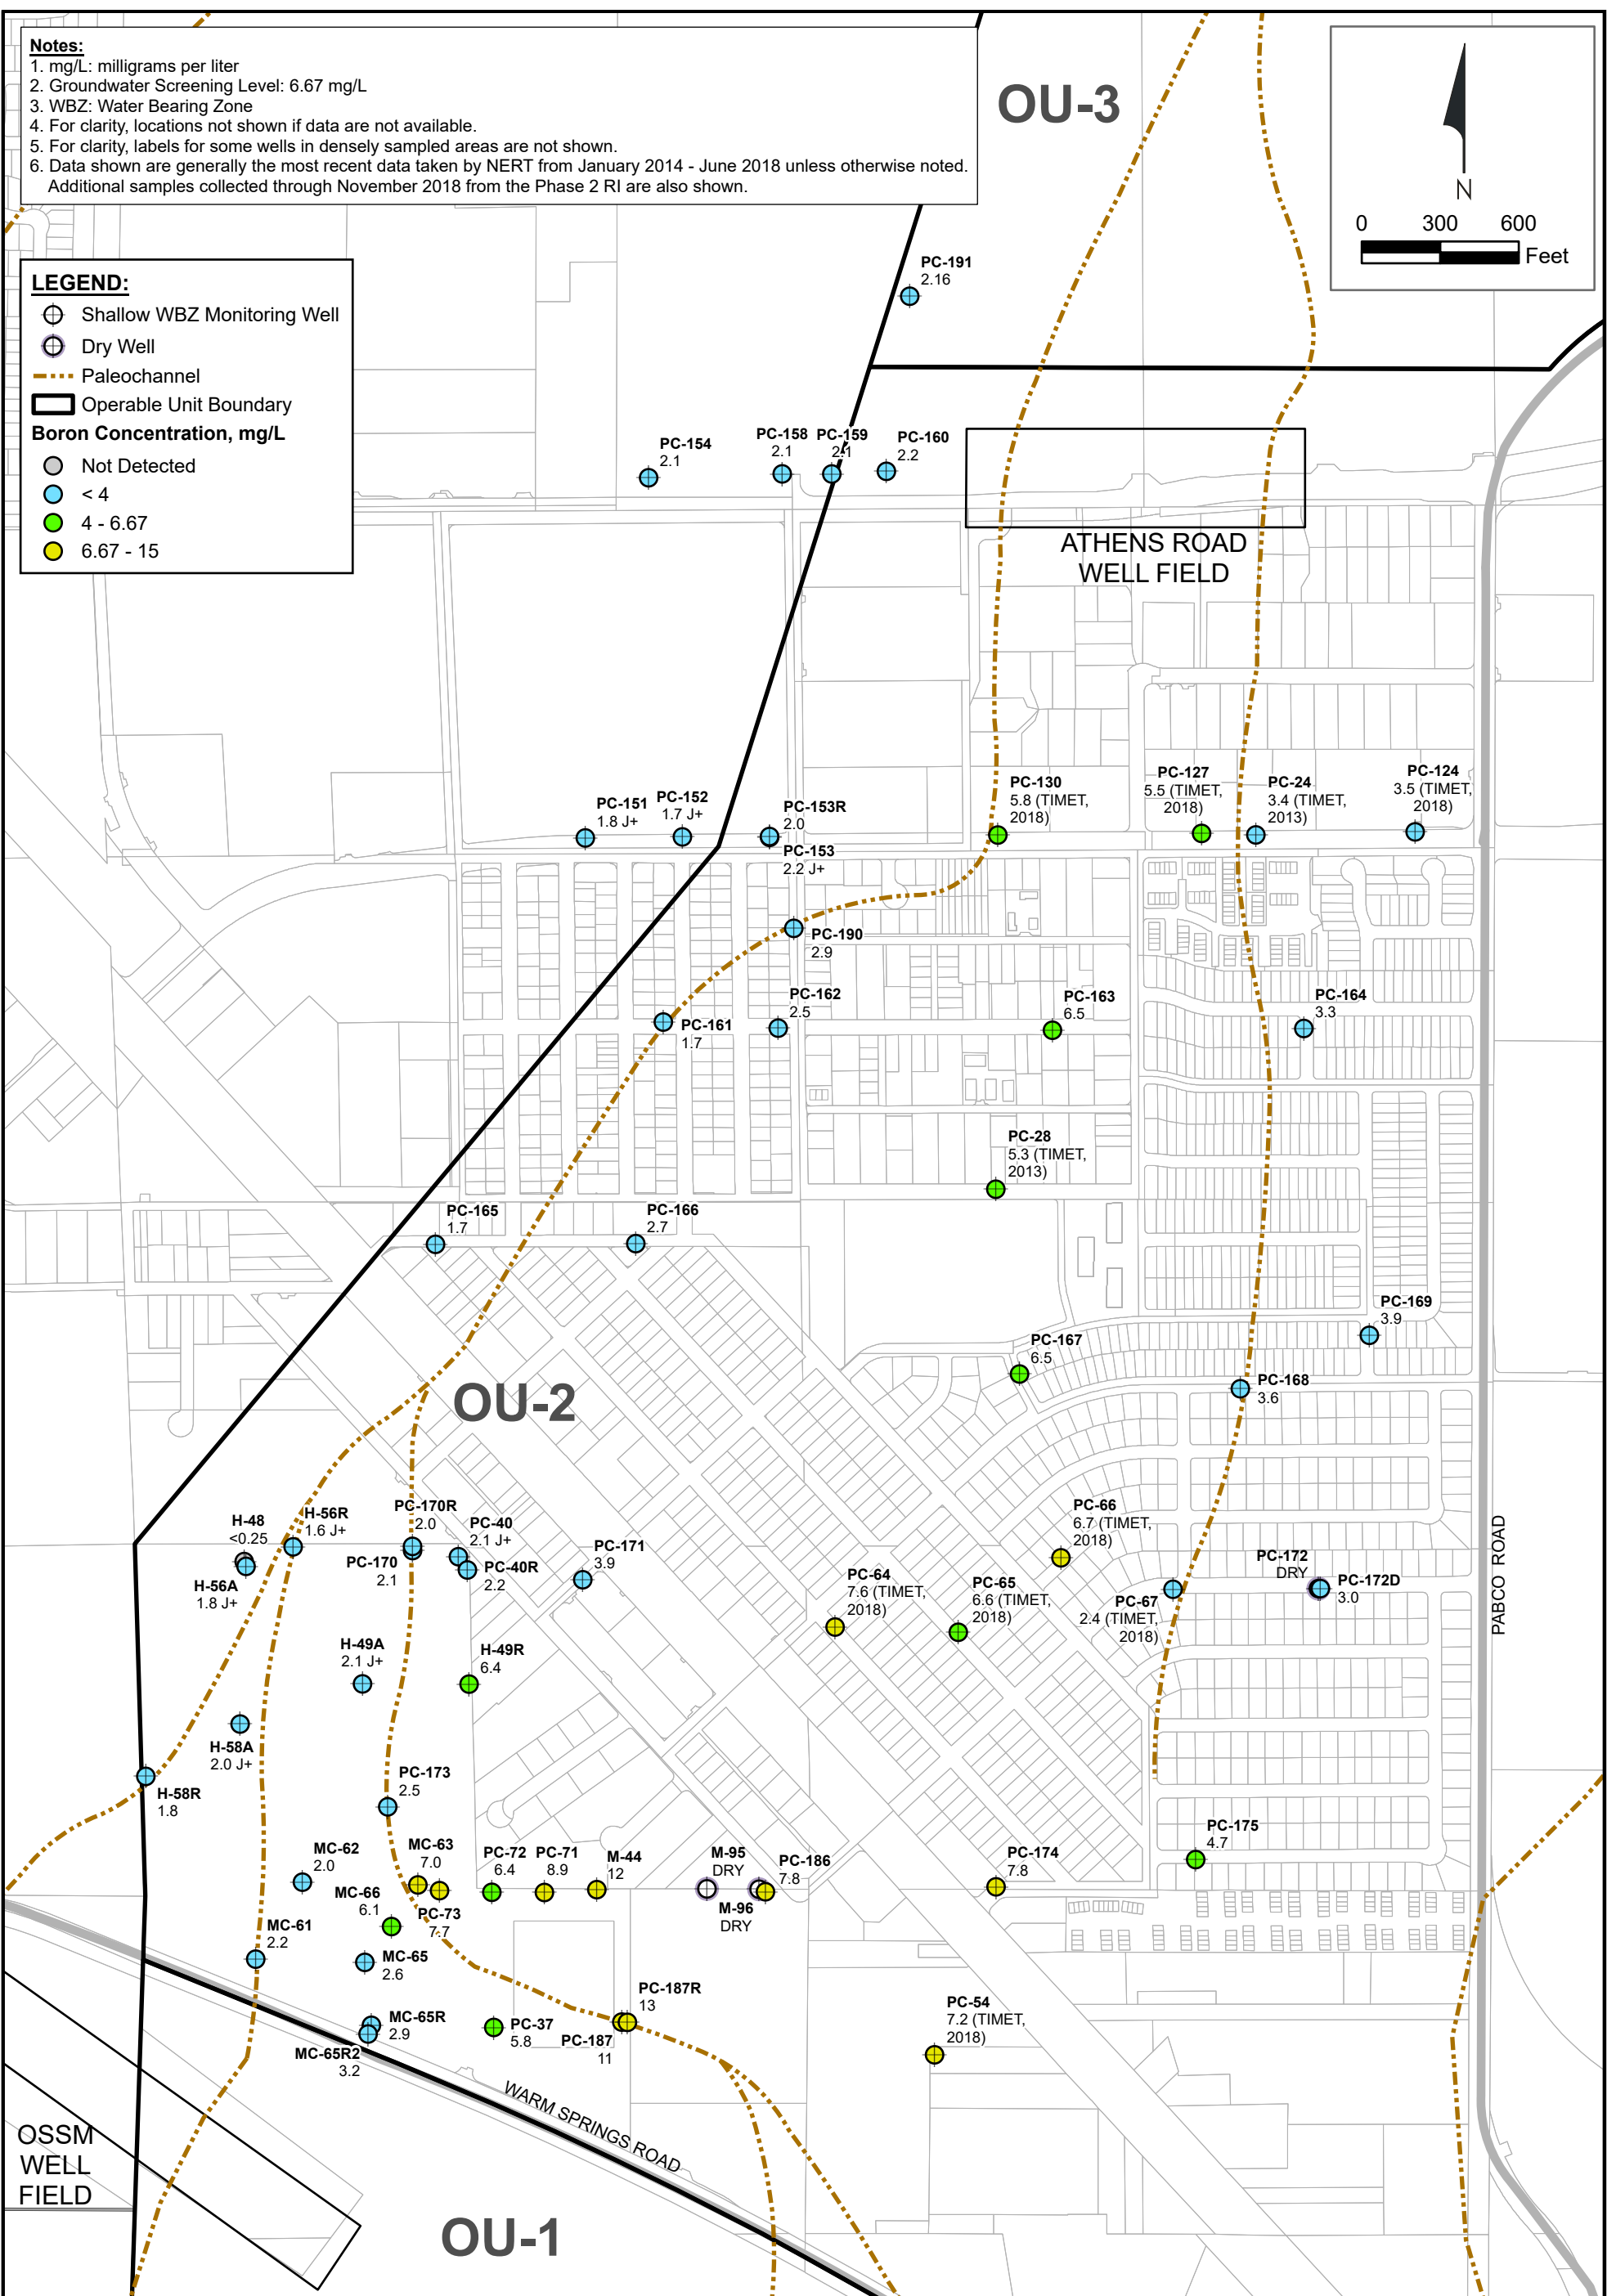 Notes:
1. mg/L: milligrams per liter
2. Groundwater Screening Level: 6.67 mg/L
3. WBZ: Water Bearing Zone
4. For clarity, locations not shown if data are not available.
5. For clarity, labels for some wells in densely sampled areas are not shown.
6. Data shown are generally the most recent data taken by NERT from January 2014 - June 2018 unless otherwise noted.
Additional samples collected through November 2018 from the Phase 2 RI are also shown.
OU-3
N
0 300 600
Feet
LEGEND:
Shallow WBZ Monitoring Well
Dry Well
Paleochannel
Operable Unit Boundary
Boron Concentration, mg/L
Not Detected
< 4
4 - 6.67
6.67 - 15
PC-191
2.16
PC-154
2.1
PC-158
2.1
PC-159
2.1
PC-160
2.2
ATHENS ROAD
WELL FIELD
PC-151
1.8 J+
PC-152
1.7 J+
PC-153R
2.0
PC-153
2.2 J+
PC-130
5.8 (TIMET,
2018)
PC-127
5.5 (TIMET,
2018)
PC-24
3.4 (TIMET,
2013)
PC-124
3.5 (TIMET,
2018)
PC-190
2.9
PC-161
1.7
PC-162
2.5
PC-163
6.5
PC-164
3.3
PC-28
5.3 (TIMET,
2013)
PC-165
1.7
PC-166
2.7
PC-169
3.9
PC-167
6.5
PC-168
3.6
OU-2
H-48
<0.25
H-56R
1.6 J+
H-56A
1.8 J+
PC-170R
2.0
PC-170
2.1
PC-40
2.1 J+
PC-40R
2.2
PC-171
3.9
PC-64
7.6 (TIMET,
2018)
PC-65
6.6 (TIMET,
2018)
PC-66
6.7 (TIMET,
2018)
PC-67
2.4 (TIMET,
2018)
PC-172
DRY
PC-172D
3.0
PABCO ROAD
H-49A
2.1 J+
H-49R
6.4
H-58A
2.0 J+
H-58R
1.8
PC-173
2.5
MC-62
2.0
MC-63
7.0
PC-72
6.4
PC-71
8.9
M-44
12
M-95
DRY
M-96
DRY
PC-186
7.8
PC-174
7.8
PC-175
4.7
MC-66
6.1
PC-73
7.7
MC-61
2.2
MC-65
2.6
MC-65R
2.9
MC-65R2
3.2
PC-37
5.8
PC-187R
13
PC-187
11
PC-54
7.2 (TIMET,
2018)
WARM SPRINGS ROAD
OSSM
WELL
FIELD
OU-1